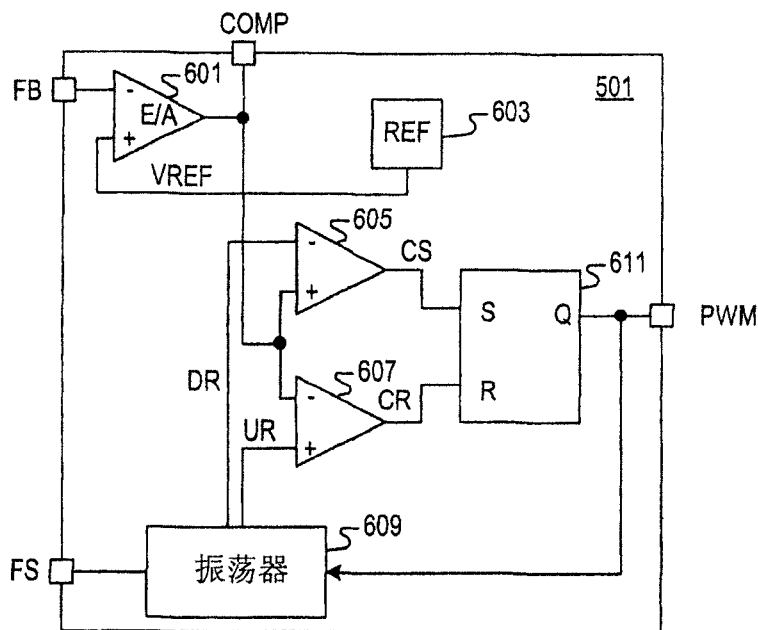 COMP
601
501
FB
-
E/A
+
REF
603
VREF
605
-
CS
611
+
S
Q
PWM
607
DR
-
CR
R
UR
+
609
FS
振荡器